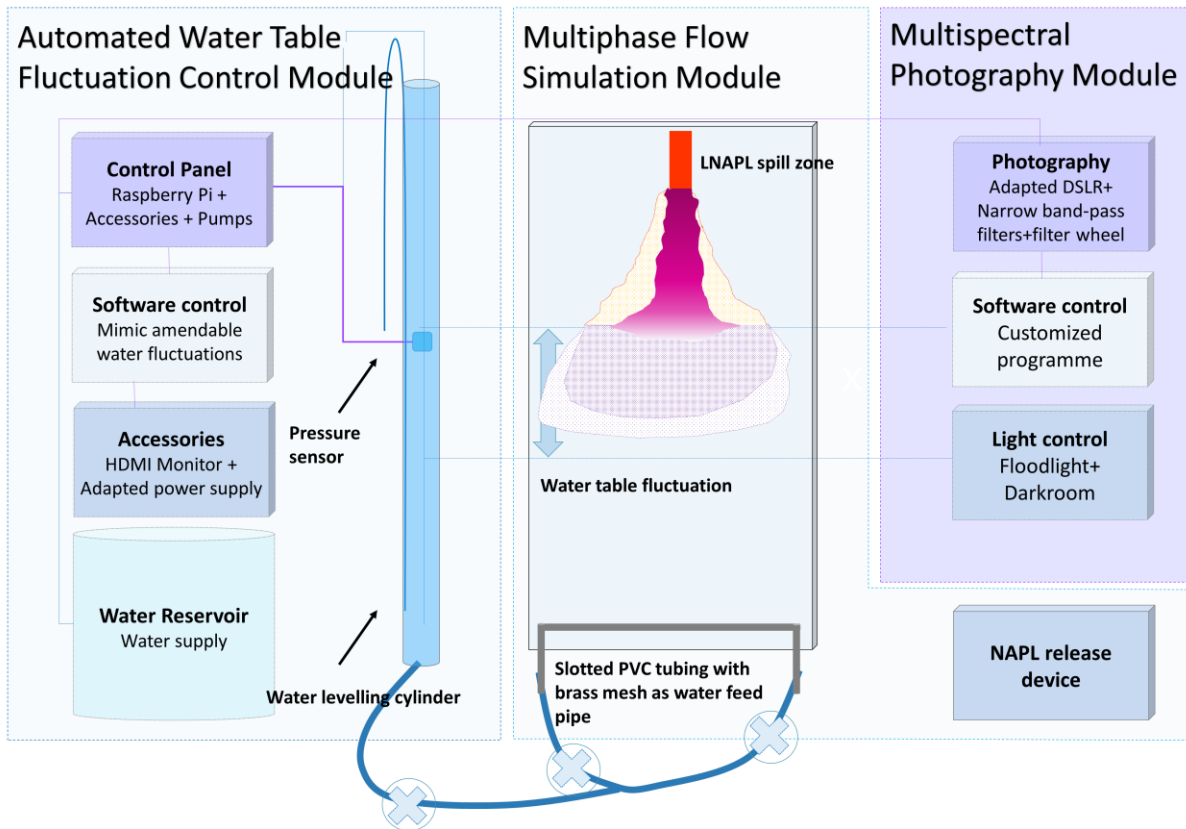 Automated Water Table
Fluctuation Control Module
Control Panel
Raspberry Pi +
Accessories + Pumps
Software control
Mimic amendable
water fluctuations
Accessories
HDMI Monitor +
Adapted power supply
Water Reservoir
Water supply
Pressure
sensor
Water levelling cylinder
Multiphase Flow
Simulation Module
LNAPL spill zone
Water table fluctuation
Slotted PVC tubing with
brass mesh as water feed
pipe
Multispectral
Photography Module
Photography
Adapted DSLR+
Narrow band-pass
filters+filter wheel
Software control
Customized
programme
X
Light control
Floodlight+
Darkroom
NAPL release
device